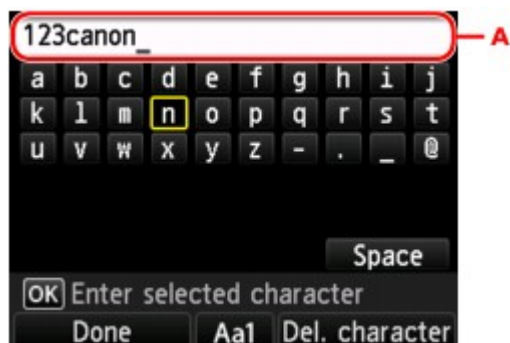 123canon_ A
a b c d e f g h i j
k l m n o p q r s t
u v w x y z - . _ @
Space
OK Enter selected character
Done Aa1 Del. character